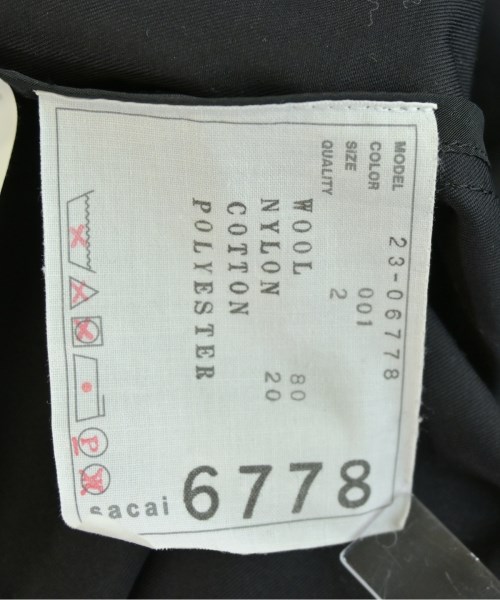 MODEL 23-06778
COLOR 001
SIZE 2
QUALITY
WOOL 80
NYLON 20
COTTON
POLYESTER
P
W
sacai 6778